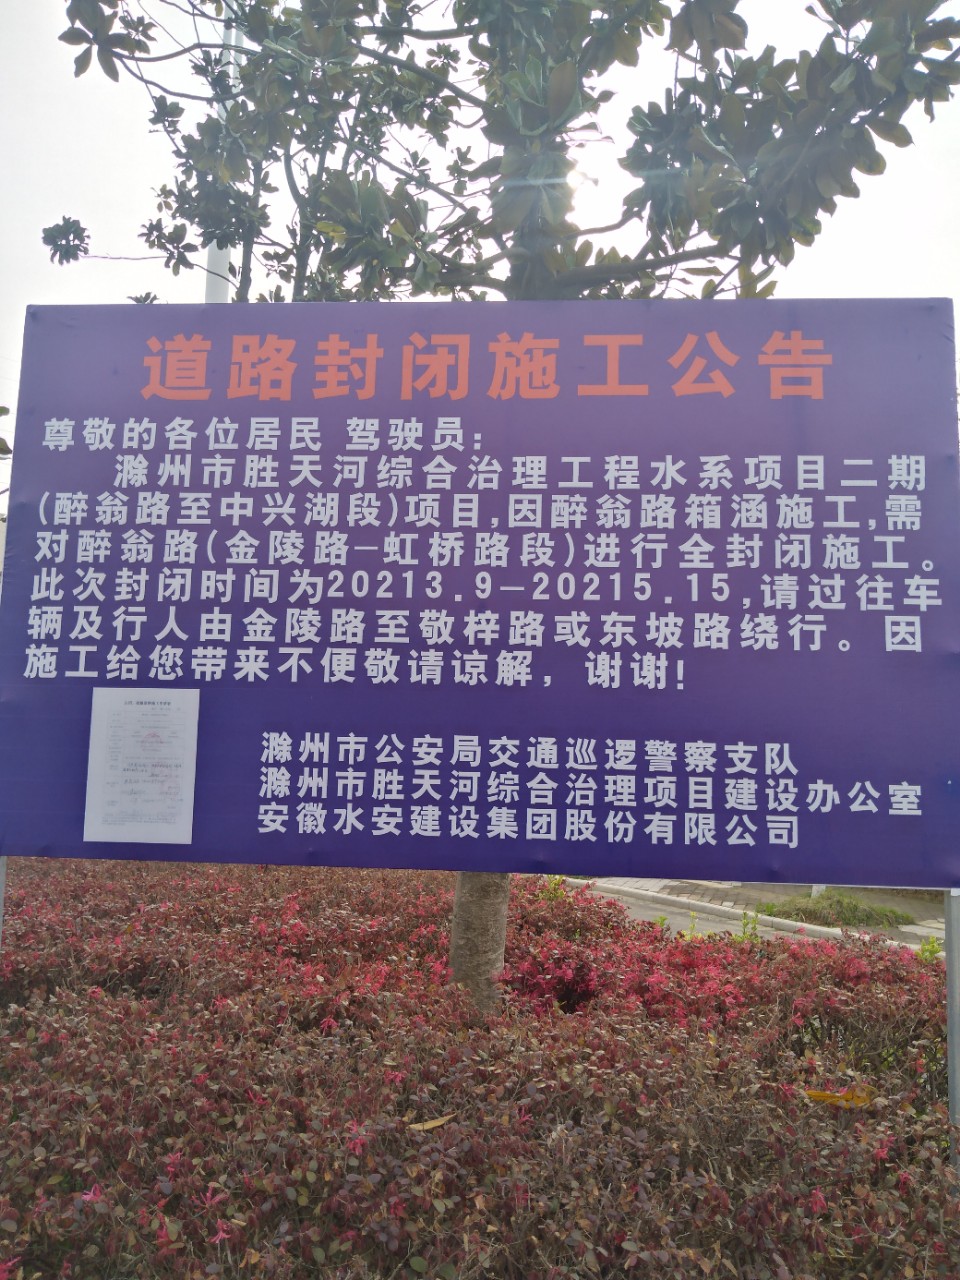 道路封闭施工公告
尊敬的各位居民 驾驶员:
滁州市胜天河综合治理工程水系项目二期
(醉翁路至中兴湖段)项目,因醉翁路箱涵施工,需
对醉翁路(金陵路-虹桥路段)进行全封闭施工。
此次封闭时间为20213.9-20215.15,请过往车
辆及行人由金陵路至敬梓路或东坡路绕行。因
施工给您带来不便敬请谅解，谢谢!
滁州市公安局交通巡逻警察支队
滁州市胜天河综合治理项目建设办公室
安徽水安建设集团股份有限公司